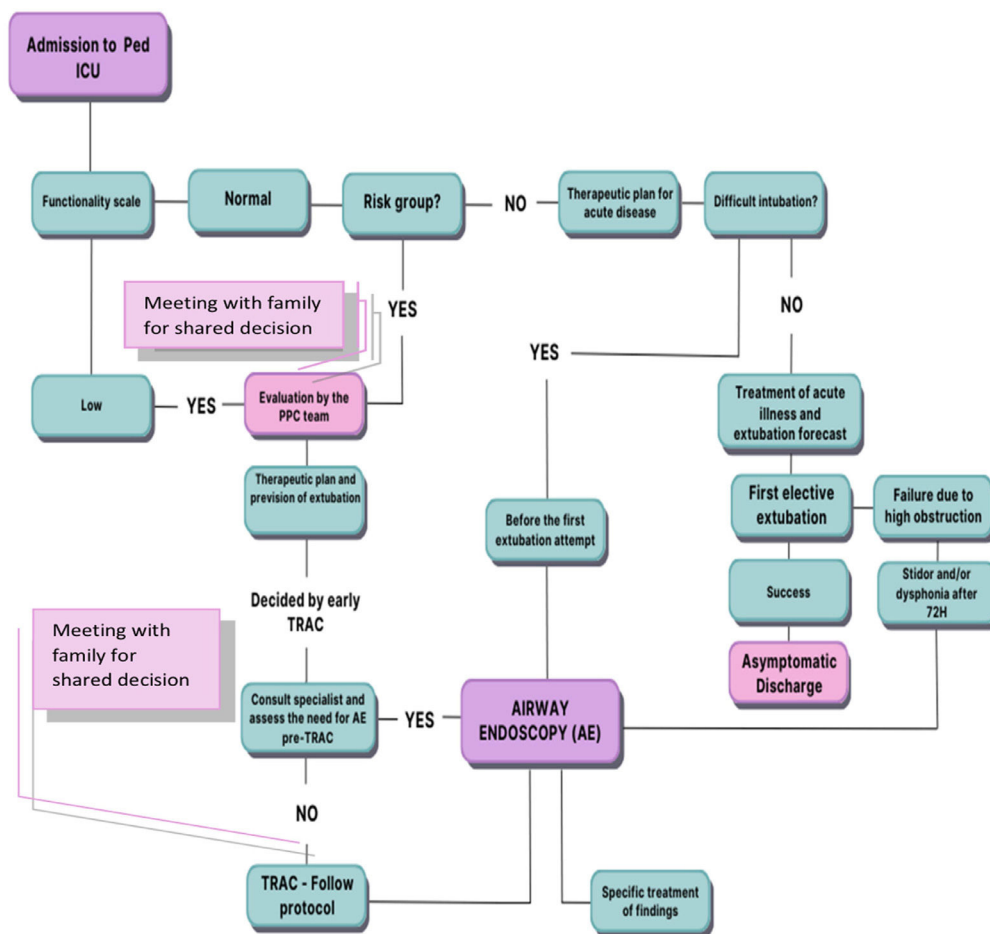 Admission to Ped
ICU
Functionality scale
Normal
Risk group?
NO
Therapeutic plan for
acute disease
Difficult intubation?
Meeting with family
for shared decision
YES
NO
YES
Low
YES
Evaluation by the
PPC team
Treatment of acute
illness and
extubation forecast
Therapeutic plan and
prevision of extubation
Before the first
extubation attempt
First elective
extubation
Failure due to
high obstruction
Success
Stidor and/or
dysphonia after
72H
Decided by early
TRAC
Meeting with
family for
shared decision
Asymptomatic
Discharge
Consult specialist and
assess the need for AE
pre-TRAC
YES
AIRWAY
ENDOSCOPY (AE)
NO
TRAC - Follow
protocol
Specific treatment
of findings